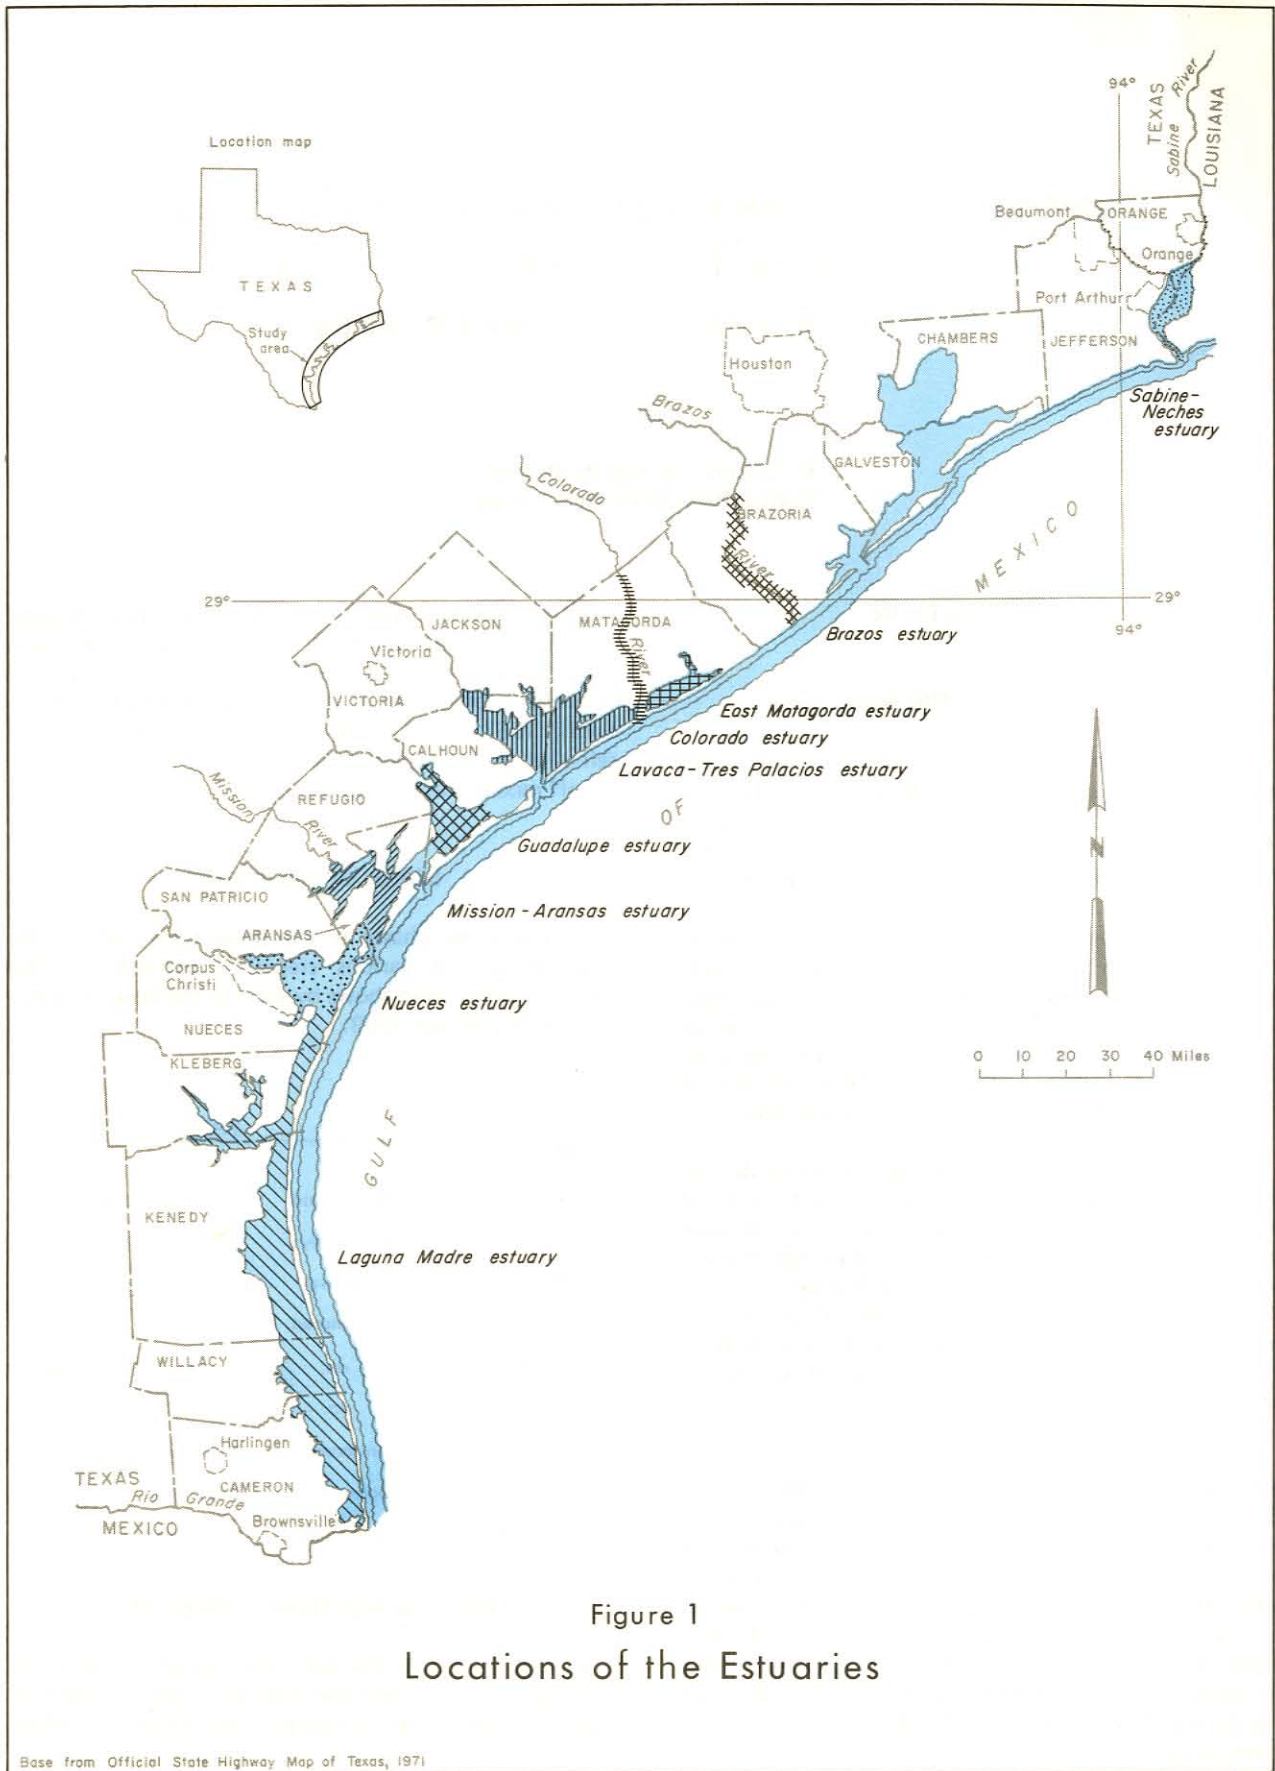 Location map
TEXAS
Study
area
94°
TEXAS
Sabine River
LOUISIANA
Beaumont
ORANGE
Orange
Port Arthur
CHAMBERS
JEFFERSON
Houston
Sabine-
Neches
estuary
Brazos
GALVESTON
Colorado
BRAZORIA
River
MEXICO
29°
29°
94°
JACKSON
MATAGORDA
River
Brazos estuary
Victoria
VICTORIA
East Matagorda estuary
Colorado estuary
CALHOUN
Lavaca-Tres Palacios estuary
Mission
River
REFUGIO
OF
Guadalupe estuary
N
SAN PATRICIO
Mission-Aransas estuary
ARANSAS
Corpus
Christi
Nueces estuary
NUECES
KLEBERG
0 10 20 30 40 Miles
GULF
KENEDY
Laguna Madre estuary
WILLACY
Harlingen
TEXAS
CAMERON
Rio Grande
MEXICO
Brownsville
Figure 1
Locations of the Estuaries
Base from Official State Highway Map of Texas, 1971